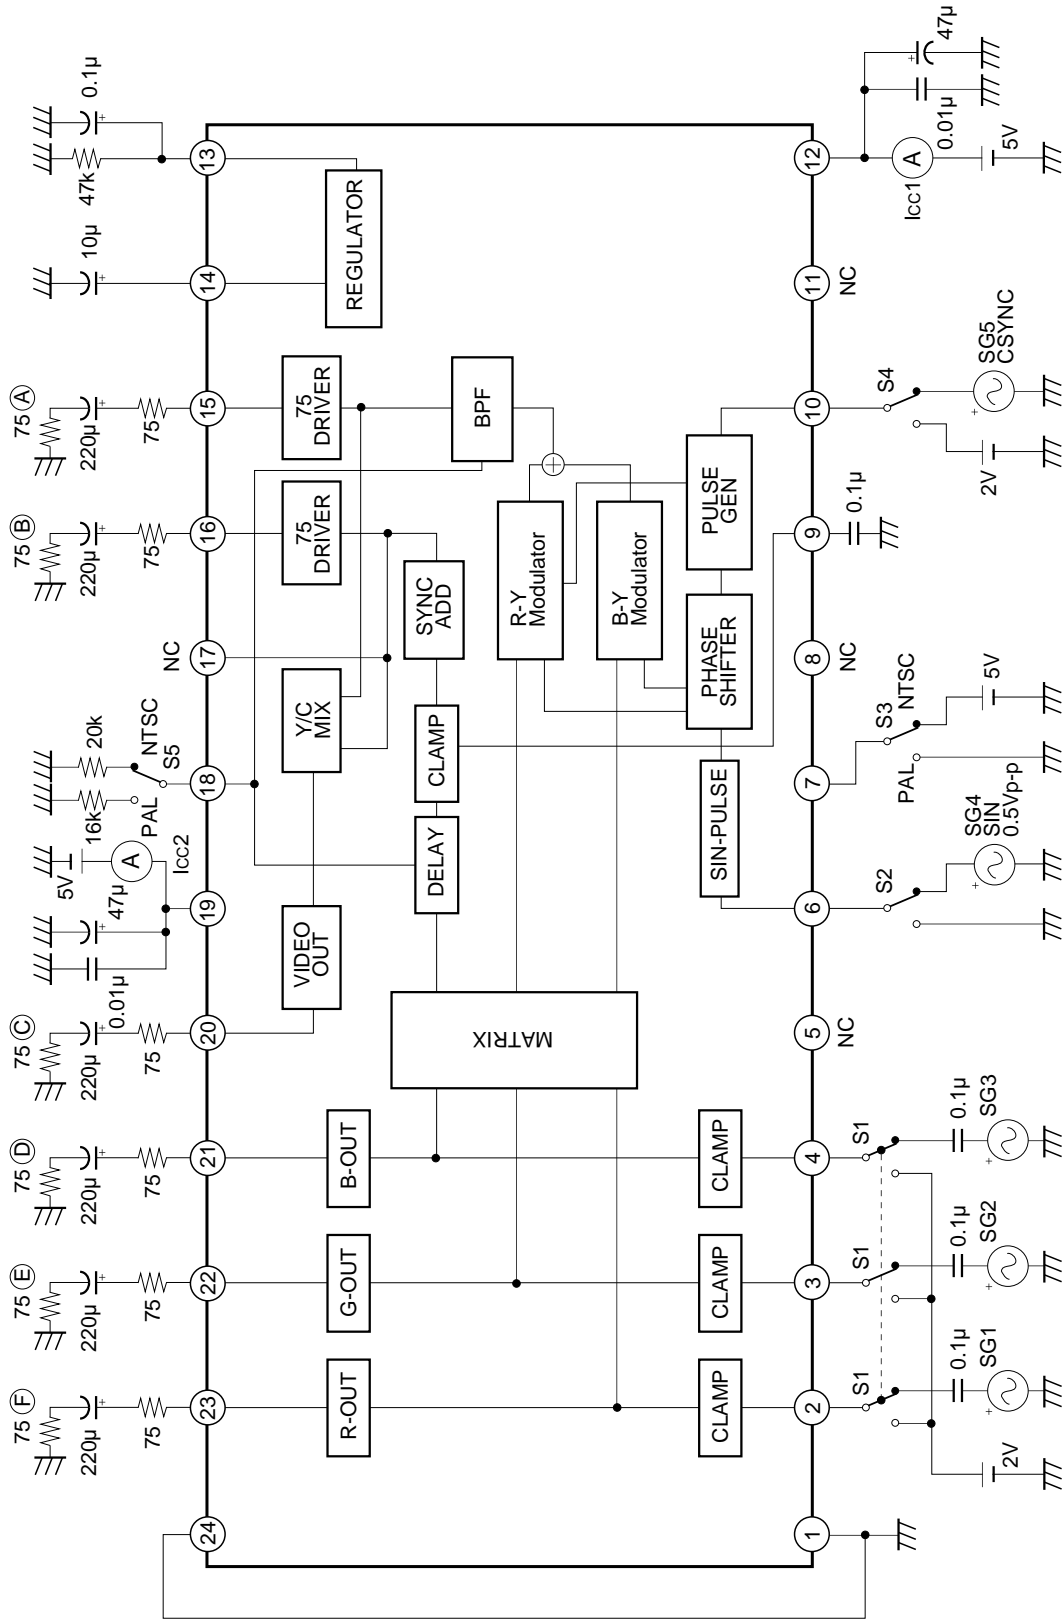 75 Ⓕ
220µ
75
75 Ⓔ
220µ
75
75 Ⓓ
220µ
75
75 Ⓒ
220µ
75
0.01µ
47µ
5V
A
Icc2
16k
20k
PAL
NTSC
S5
NC
75 Ⓑ
220µ
75
75 Ⓐ
220µ
75
10µ
47k
0.1µ
24
23
22
21
20
19
18
17
16
15
14
13
R-OUT
G-OUT
B-OUT
VIDEO
OUT
Y/C
MIX
75
DRIVER
75
DRIVER
REGULATOR
MATRIX
DELAY
CLAMP
SYNC
ADD
BPF
R-Y
Modulator
B-Y
Modulator
CLAMP
CLAMP
CLAMP
SIN-PULSE
PHASE
SHIFTER
PULSE
GEN
1
2
3
4
5
6
7
8
9
10
11
12
NC
NC
NC
S1
S1
S1
S2
S3
S4
2V
0.1µ
SG1
0.1µ
SG2
0.1µ
SG3
SG4
SIN
0.5Vp-p
PAL
NTSC
5V
0.1µ
2V
SG5
CSYNC
Icc1
A
5V
0.01µ
47µ